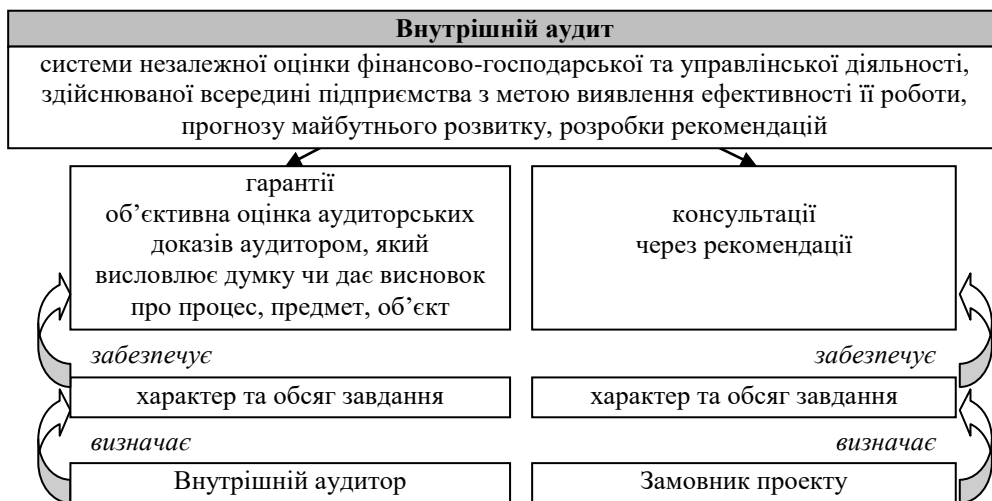 Внутрішній аудит
системи незалежної оцінки фінансово-господарської та управлінської діяльності,
здійснюваної всередині підприємства з метою виявлення ефективності її роботи,
прогнозу майбутнього розвитку, розробки рекомендацій
гарантії
об’єктивна оцінка аудиторських
доказів аудитором, який
висловлює думку чи дає висновок
про процес, предмет, об’єкт
консультації
через рекомендації
забезпечує
забезпечує
характер та обсяг завдання
характер та обсяг завдання
визначає
визначає
Внутрішній аудитор
Замовник проекту